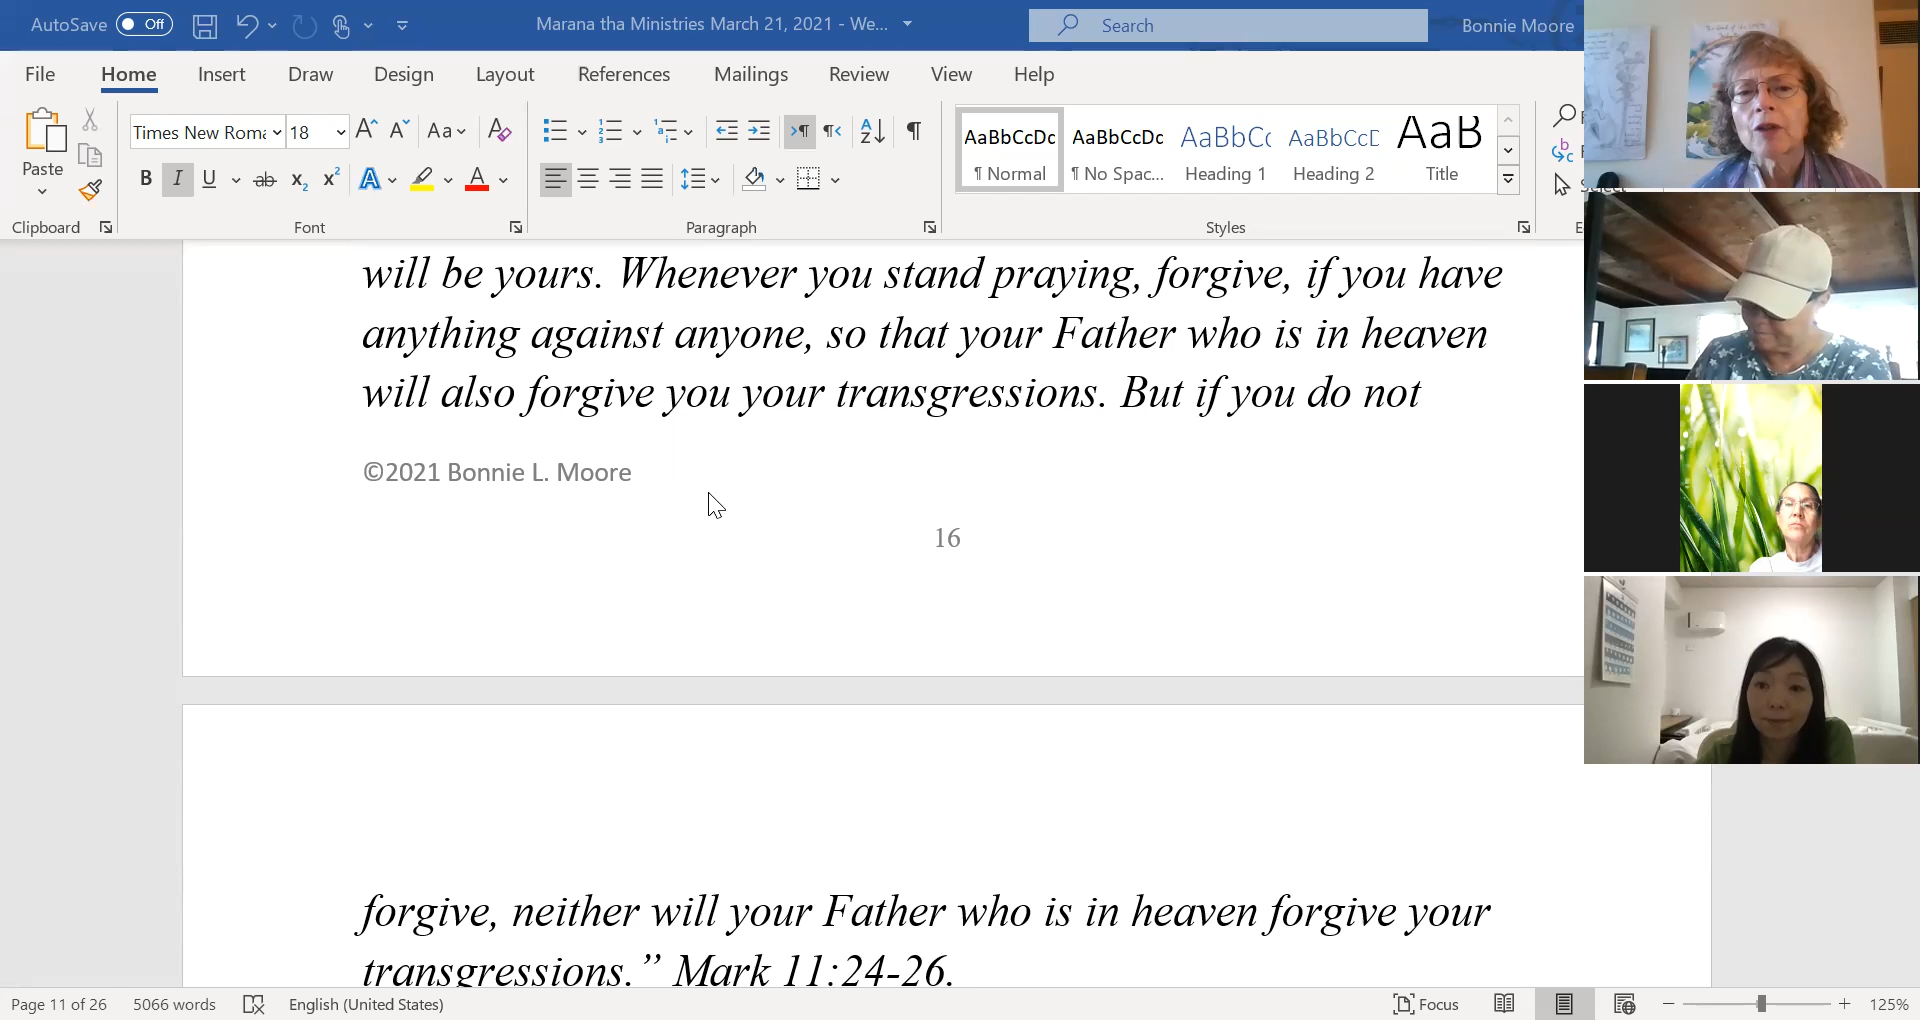 AutoSave Off Marana tha Ministries March 21, 2021 - We... Search Bonnie Moore
File Home Insert Draw Design Layout References Mailings Review View Help
Times New Roma 18 Aa
AaBbCcDc AaBbCcDc AaBbCc AaBbCcD AaB
Paste B I U ab x₂ x² A A
¶ Normal ¶ No Spac... Heading 1 Heading 2 Title
Clipboard Font Paragraph Styles
will be yours. Whenever you stand praying, forgive, if you have
anything against anyone, so that your Father who is in heaven
will also forgive you your transgressions. But if you do not
©2021 Bonnie L. Moore
16
forgive, neither will your Father who is in heaven forgive your
transgressions.” Mark 11:24-26.
Page 11 of 26 5066 words English (United States) Focus 125%